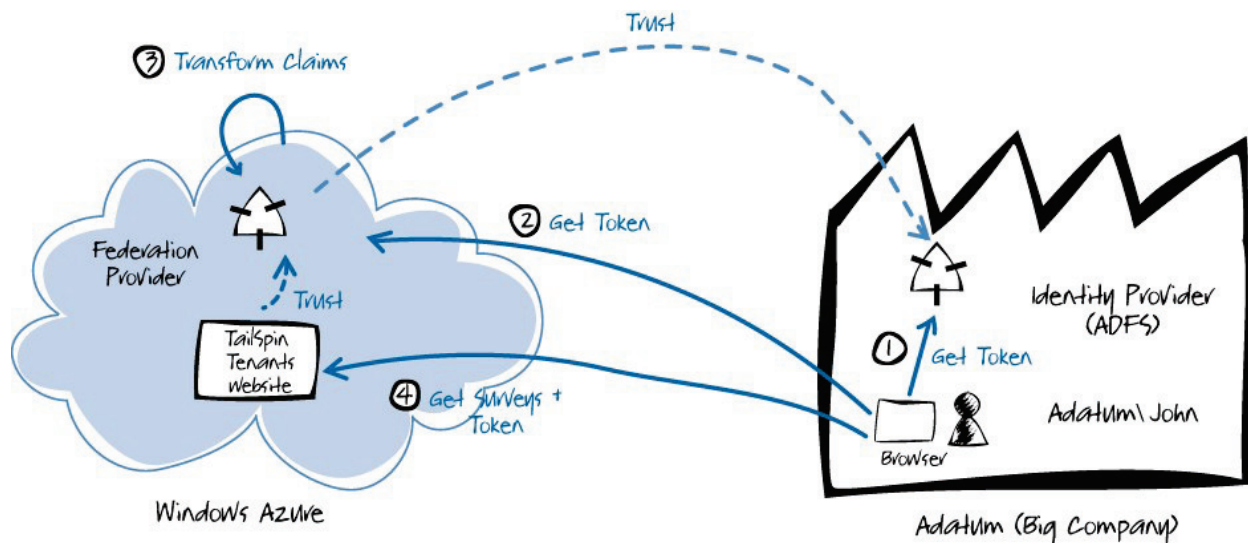 Trust
3 Transform Claims
2 Get Token
Federation
Provider
Trust
Identity Provider
(ADFS)
TailSpin
Tenants
Website
1
Get Token
4 Get Surveys +
Token
Adatum\John
Browser
Windows Azure
Adatum (Big Company)